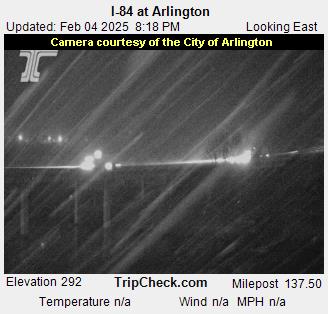 I-84 at Arlington
Updated: Feb 04 2025 8:18 PM Looking East
Camera courtesy of the City of Arlington
Elevation 292 TripCheck.com Milepost 137.50
Temperature n/a Wind n/a MPH n/a